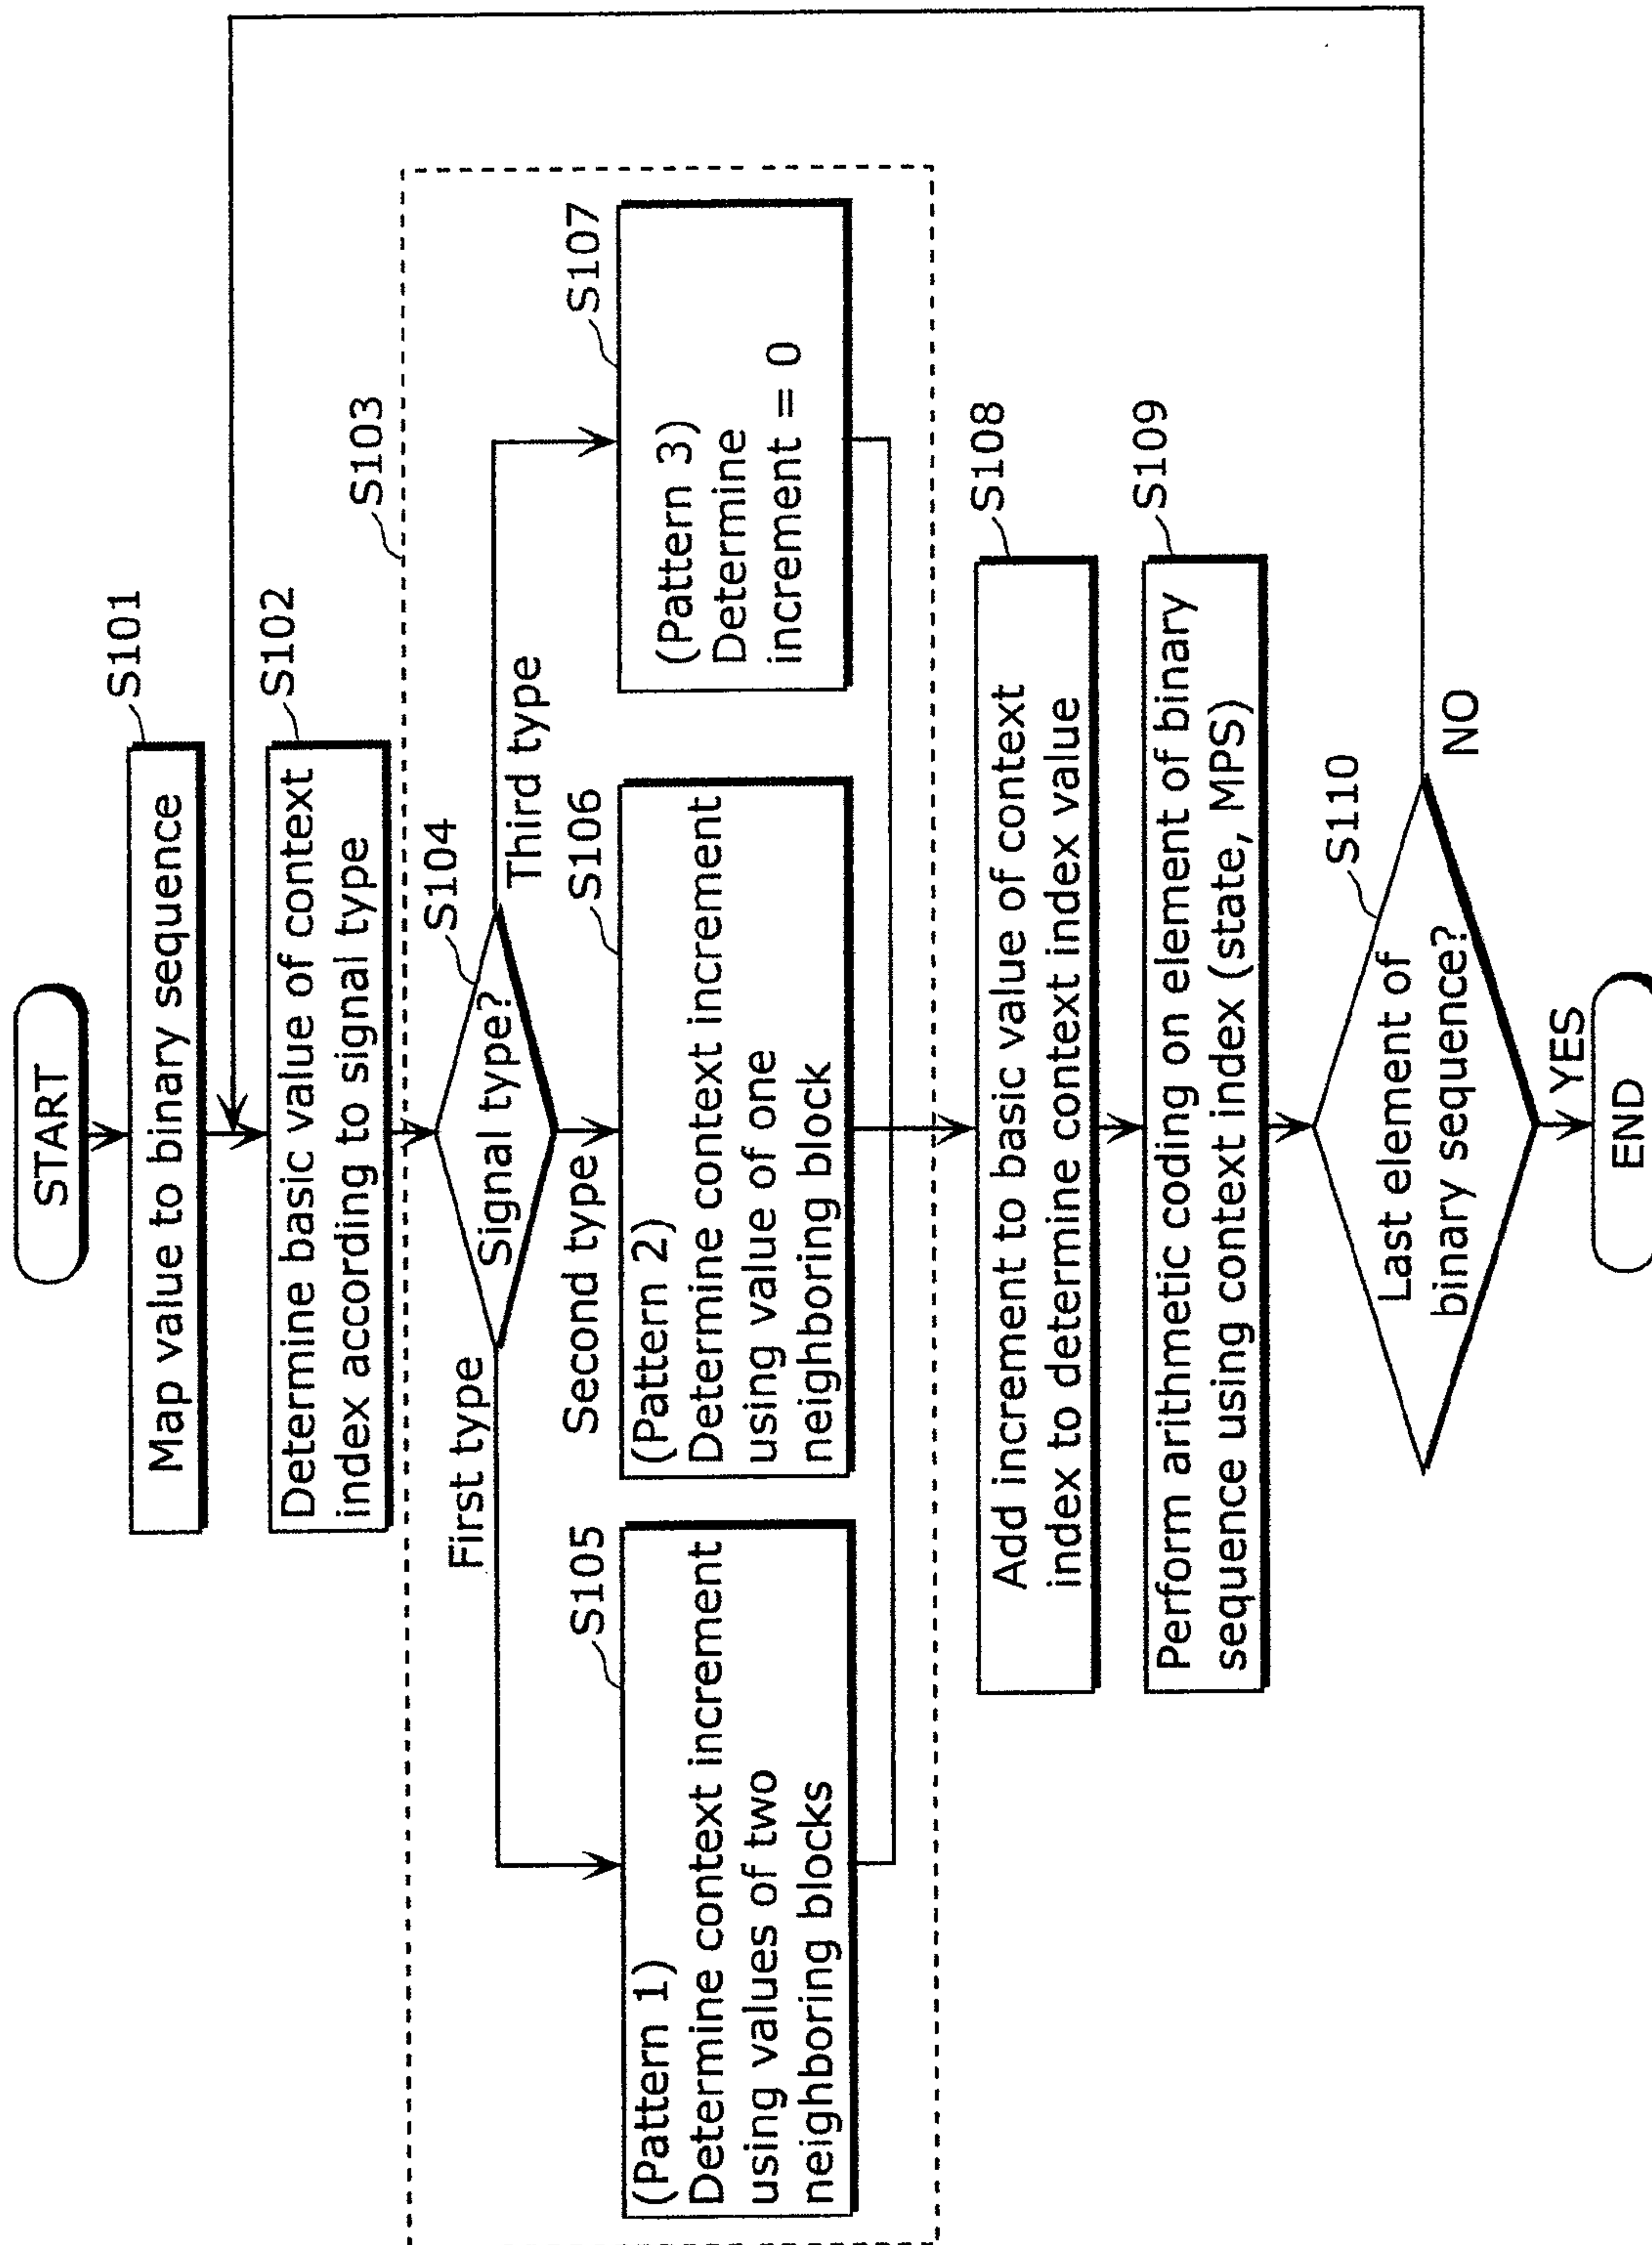 START
S101
Map value to binary sequence
S102
Determine basic value of context
index according to signal type
S103
S104
Signal type?
First type
Second type
Third type
S105
(Pattern 1)
Determine context increment
using values of two
neighboring blocks
S106
(Pattern 2)
Determine context increment
using value of one
neighboring block
S107
(Pattern 3)
Determine
increment = 0
S108
Add increment to basic value of context
index to determine context index value
S109
Perform arithmetic coding on element of binary
sequence using context index (state, MPS)
S110
Last element of
binary sequence?
NO
YES
END